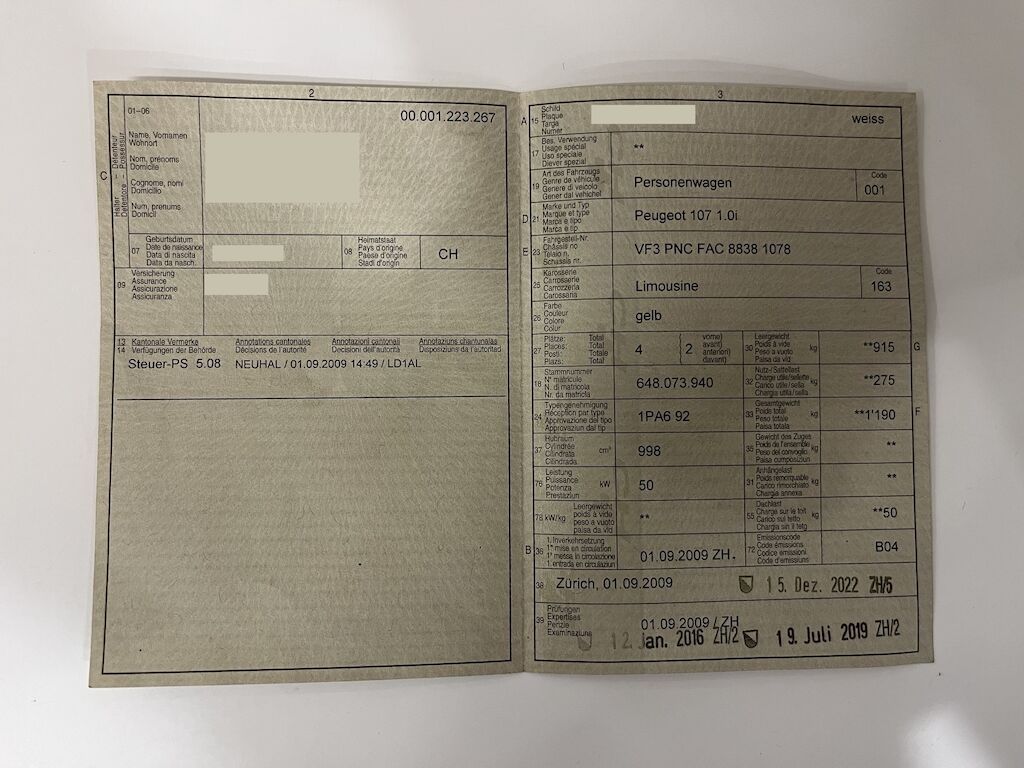 2
01–06
00.001.223.267
C
Halter – Détenteur
Detentore – Possessur
Name, Vornamen
Wohnort
Nom, prénoms
Domicile
Cognome, nomi
Domicilio
Num, prenums
Domicil
07
Geburtsdatum
Date de naissance
Data di nascita
Data da nasch.
08
Heimatstaat
Pays d'origine
Paese d'origine
Stadi d'origin
CH
09
Versicherung
Assurance
Assicurazione
Assicuranza
13 Kantonale Vermerke Annotations cantonales Annotazioni cantonali Annotaziuns chantunalas
14 Verfügungen der Behörde Décisions de l'autorité Decisioni dell'autorità Disposiziuns da l'autoritad
Steuer-PS 5.08 NEUHAL / 01.09.2009 14:49 / LD1AL
3
A 15
Schild
Plaque
Targa
Numer
weiss
17
Bes. Verwendung
Usage spécial
Uso speciale
Diever spezial
**
19
Art des Fahrzeugs
Genre de véhicule
Genere di veicolo
Gener dal vehichel
Personenwagen
Code
001
D 21
Marke und Typ
Marque et type
Marca e tipo
Marca e tip
Peugeot 107 1.0i
E 23
Fahrgestell-Nr.
Châssis no
Telaio n.
Schassis nr.
VF3 PNC FAC 8838 1078
25
Karosserie
Carrosserie
Carrozzeria
Carossaria
Limousine
Code
163
26
Farbe
Couleur
Colore
Colur
gelb
27
Plätze: Total
Places: Total
Posti: Totale
Plazs: Total
4
2
vorne)
avant)
anteriori)
davant)
30
Leergewicht
Poids à vide
Peso a vuoto
Paisa da vid
kg
**915
G
18
Stammnummer
N° matricule
N. di matricola
Nr. da matricla
648.073.940
32
Nutz-/Sattellast
Charge utile/sellette
Carico utile/sella
Chargia utila/sella
kg
**275
24
Typengenehmigung
Réception par type
Approvazione del tipo
Approvaziun dal tip
1PA6 92
33
Gesamtgewicht
Poids total
Peso totale
Paisa totala
kg
**1'190
F
37
Hubraum
Cylindrée
Cilindrata
Cilindrada
cm³
998
35
Gewicht des Zuges
Poids de l'ensemble
Peso del convoglio
Paisa cumposiziun
kg
**
76
Leistung
Puissance
Potenza
Prestaziun
kW
50
31
Anhängelast
Poids remorquable
Carico rimorchiato
Chargia annexa
kg
**
78 kW/kg
Leergewicht
poids à vide
peso a vuoto
paisa da vid
**
55
Dachlast
Charge sur le toit
Carico sul tetto
Chargia sin il tetg
kg
**50
B 36
1. Inverkehrsetzung
1re mise en circulation
1a messa in circolazione
1. entrada en circulaziun
01.09.2009 ZH.
72
Emissionscode
Code émissions
Codice emissioni
Code d'emissiuns
B04
38
Zürich, 01.09.2009
15. Dez. 2022 ZH/5
39
Prüfungen
Expertises
Perizie
Examinaziuns
01.09.2009 / ZH
12. Jan. 2016 ZH/2
19. Juli 2019 ZH/2